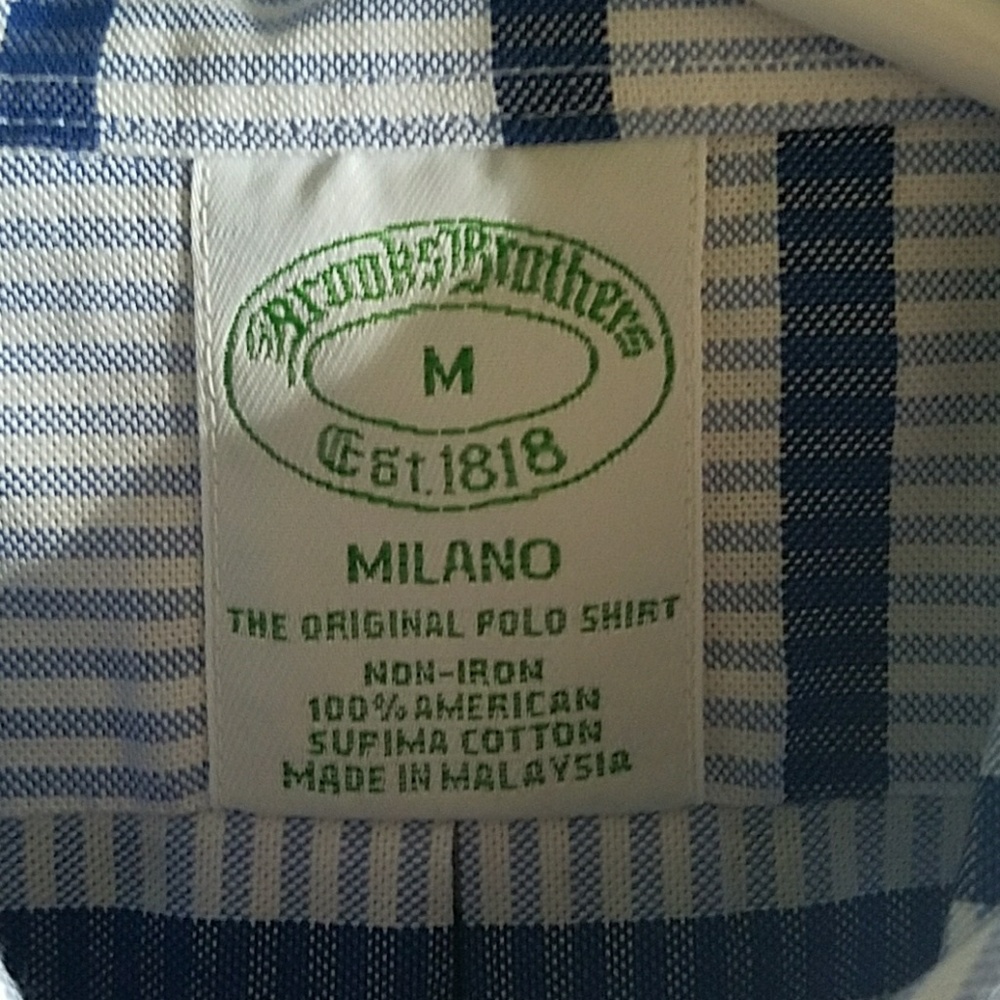 Brooks Brothers
M
Est. 1818
MILANO
THE ORIGINAL POLO SHIRT
NON-IRON
100% AMERICAN
SUPIMA COTTON
MADE IN MALAYSIA